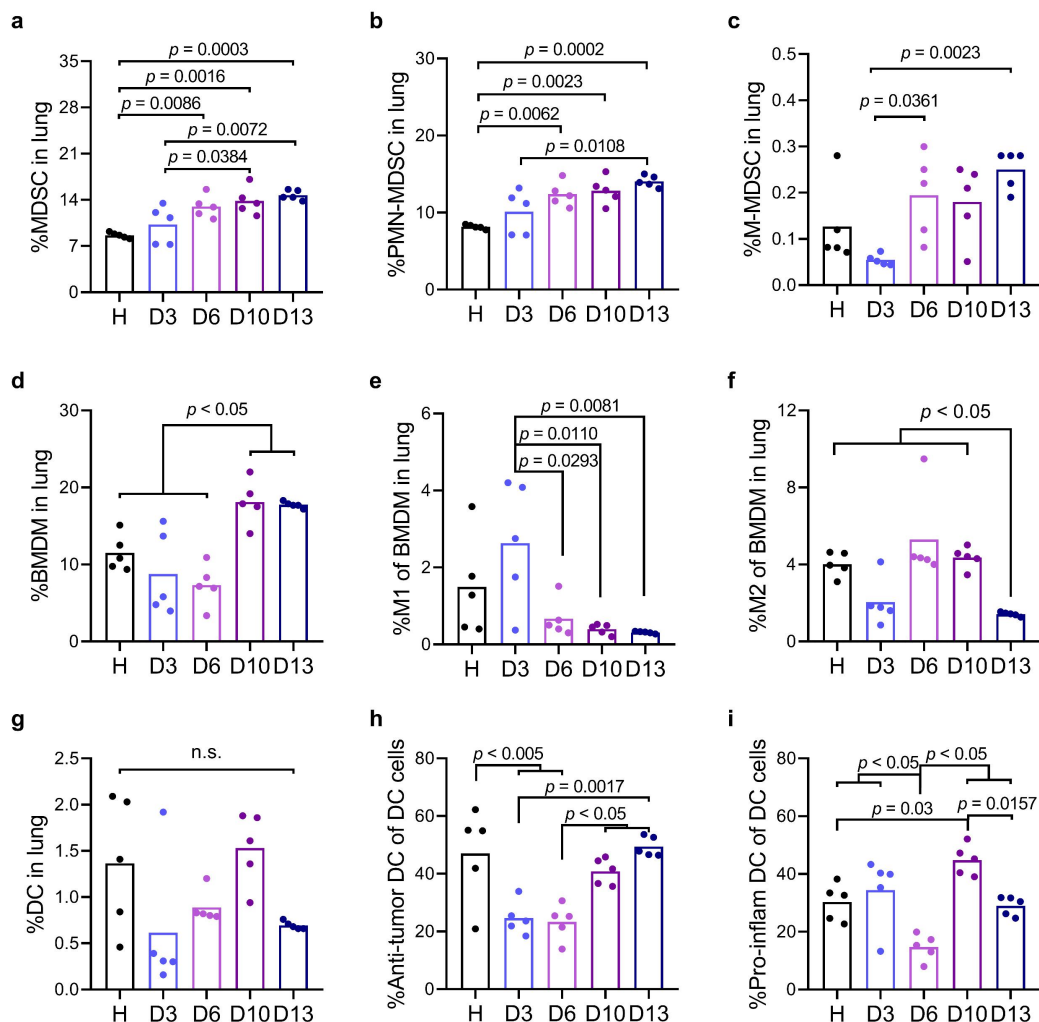 a
%MDSC in lung
35
28
21
14
7
0
p = 0.0003
p = 0.0016
p = 0.0086
p = 0.0072
p = 0.0384
H D3 D6 D10 D13
b
%PMN-MDSC in lung
30
20
10
0
p = 0.0002
p = 0.0023
p = 0.0062
p = 0.0108
H D3 D6 D10 D13
c
%M-MDSC in lung
0.5
0.4
0.3
0.2
0.1
0.0
p = 0.0023
p = 0.0361
H D3 D6 D10 D13
d
%BMDM in lung
30
20
10
0
p < 0.05
H D3 D6 D10 D13
e
%M1 of BMDM in lung
6
4
2
0
p = 0.0081
p = 0.0110
p = 0.0293
H D3 D6 D10 D13
f
%M2 of BMDM in lung
12
8
4
0
p < 0.05
H D3 D6 D10 D13
g
%DC in lung
2.5
2.0
1.5
1.0
0.5
0.0
n.s.
H D3 D6 D10 D13
h
%Anti-tumor DC of DC cells
80
60
40
20
0
p < 0.005
p = 0.0017
p < 0.05
H D3 D6 D10 D13
i
%Pro-inflam DC of DC cells
80
60
40
20
0
p < 0.05
p < 0.05
p = 0.03
p = 0.0157
H D3 D6 D10 D13